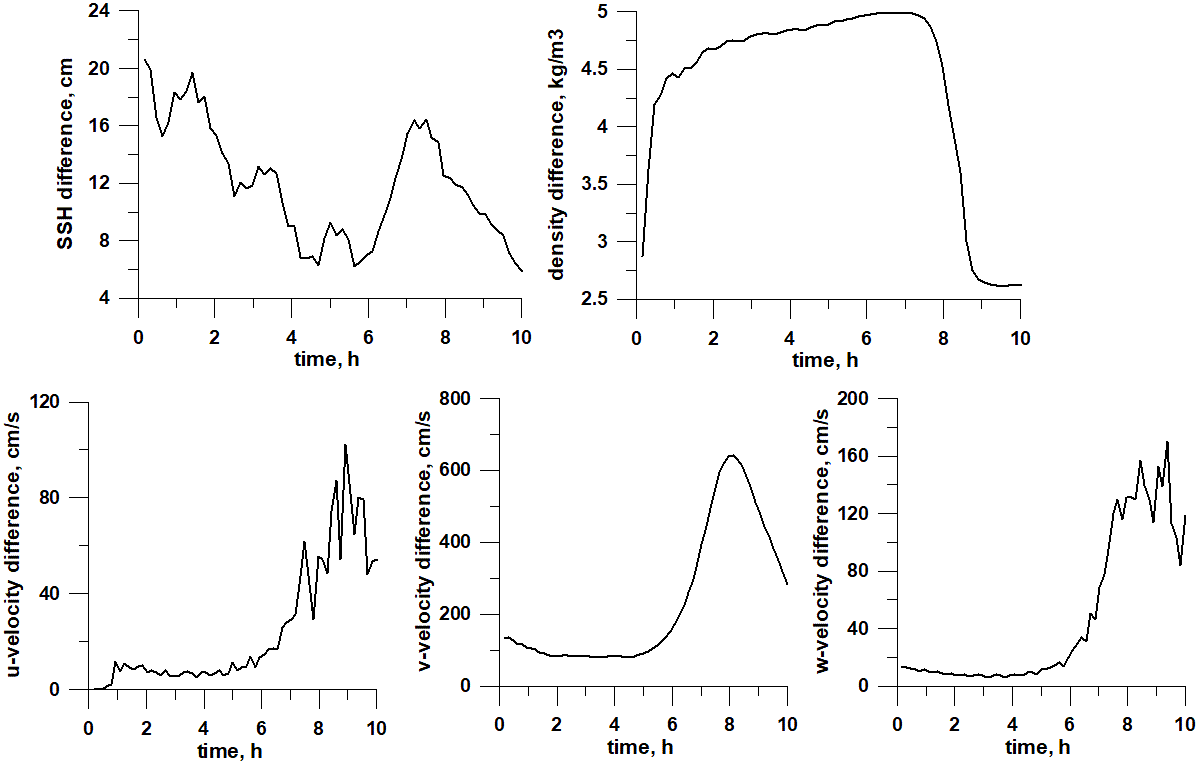 SSH difference, cm
24
20
16
12
8
4
0 2 4 6 8 10
time, h
density difference, kg/m3
5
4.5
4
3.5
3
2.5
0 2 4 6 8 10
time, h
u-velocity difference, cm/s
120
80
40
0
0 2 4 6 8 10
time, h
v-velocity difference, cm/s
800
600
400
200
0
0 2 4 6 8 10
time, h
w-velocity difference, cm/s
200
160
120
80
40
0
0 2 4 6 8 10
time, h